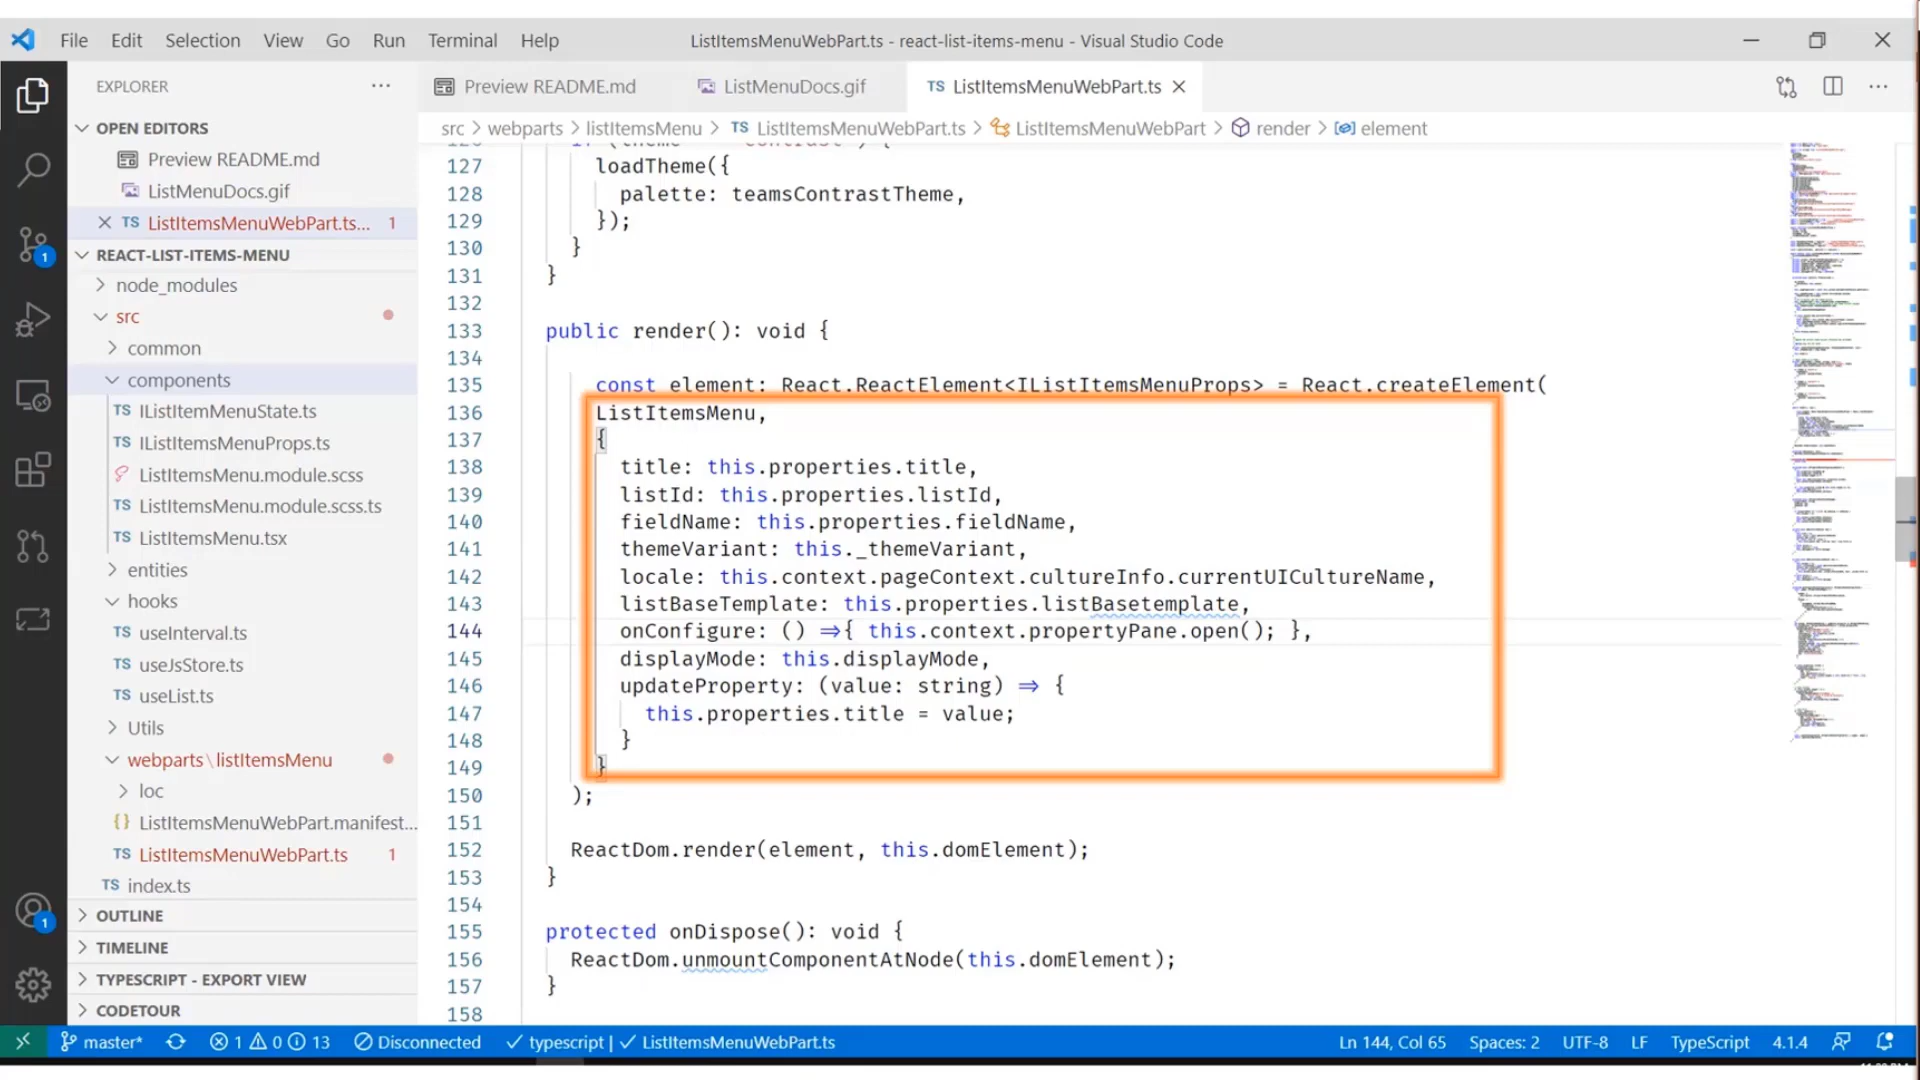 File Edit Selection View Go Run Terminal Help
ListItemsMenuWebPart.ts - react-list-items-menu - Visual Studio Code
EXPLORER
Preview README.md
ListMenuDocs.gif
TS ListItemsMenuWebPart.ts
src > webparts > listItemsMenu > TS ListItemsMenuWebPart.ts > ListItemsMenuWebPart > render > element
OPEN EDITORS
Preview README.md
ListMenuDocs.gif
TS ListItemsMenuWebPart.ts... 1
REACT-LIST-ITEMS-MENU
node_modules
src
common
components
TS IListItemMenuState.ts
TS IListItemsMenuProps.ts
ListItemsMenu.module.scss
TS ListItemsMenu.module.scss.ts
TS ListItemsMenu.tsx
entities
hooks
TS useInterval.ts
TS useJsStore.ts
TS useList.ts
Utils
webparts\listItemsMenu
loc
{} ListItemsMenuWebPart.manifest...
TS ListItemsMenuWebPart.ts 1
TS index.ts
OUTLINE
TIMELINE
TYPESCRIPT - EXPORT VIEW
CODETOUR
1
1
127 loadTheme({
128 palette: teamsContrastTheme,
129 });
130 }
131 }
132
133 public render(): void {
134
135 const element: React.ReactElement<IListItemsMenuProps> = React.createElement(
136 ListItemsMenu,
137 {
138 title: this.properties.title,
139 listId: this.properties.listId,
140 fieldName: this.properties.fieldName,
141 themeVariant: this._themeVariant,
142 locale: this.context.pageContext.cultureInfo.currentUICultureName,
143 listBaseTemplate: this.properties.listBasetemplate,
144 onConfigure: () =>{ this.context.propertyPane.open(); },
145 displayMode: this.displayMode,
146 updateProperty: (value: string) => {
147 this.properties.title = value;
148 }
149 }
150 );
151
152 ReactDom.render(element, this.domElement);
153 }
154
155 protected onDispose(): void {
156 ReactDom.unmountComponentAtNode(this.domElement);
157 }
158
master* 1 0 13 Disconnected typescript | ListItemsMenuWebPart.ts Ln 144, Col 65 Spaces: 2 UTF-8 LF TypeScript 4.1.4